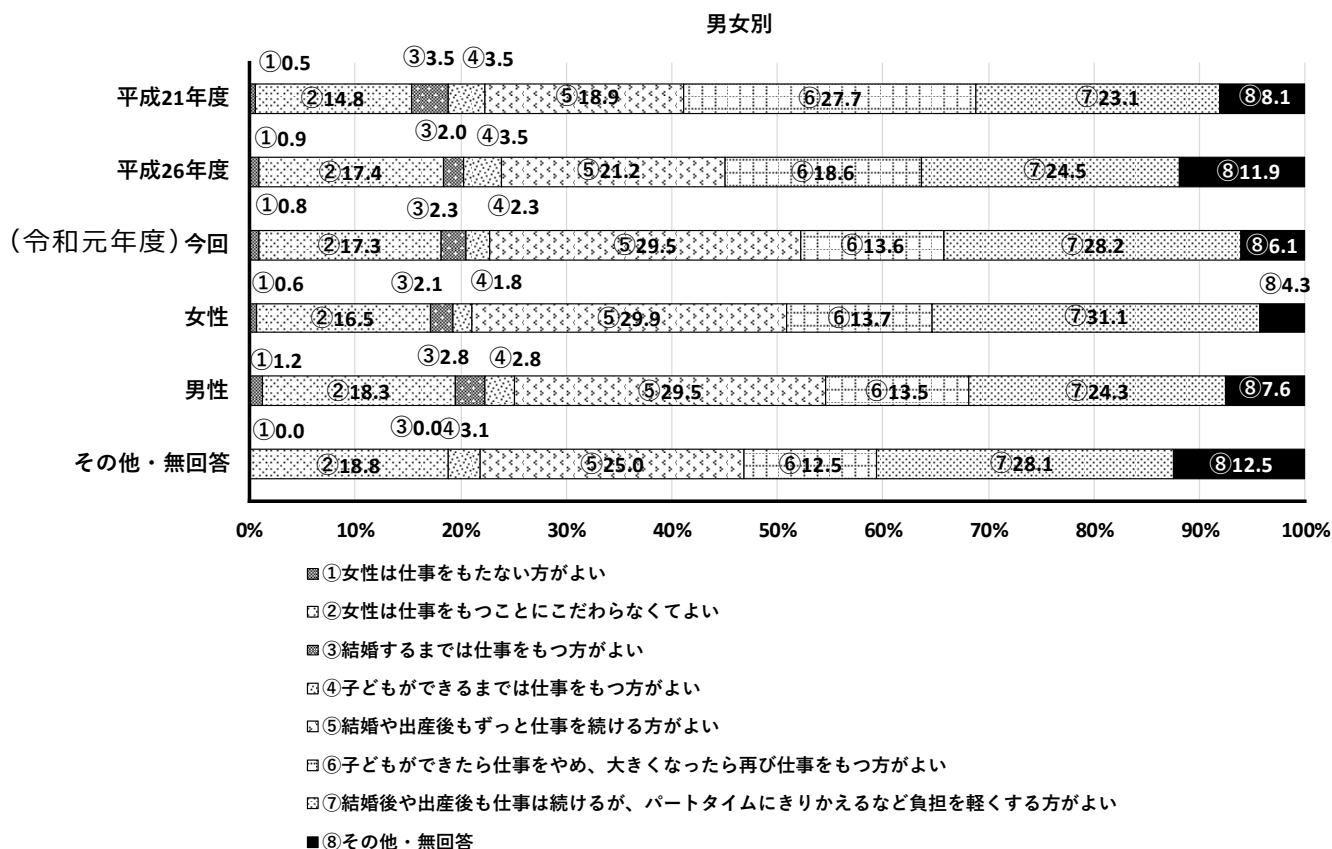 男女別
①0.5 ③3.5 ④3.5
平成21年度 ②14.8 ⑤18.9 ⑥27.7 ⑦23.1 ⑧8.1
①0.9 ③2.0 ④3.5
平成26年度 ②17.4 ⑤21.2 ⑥18.6 ⑦24.5 ⑧11.9
①0.8 ③2.3 ④2.3
（令和元年度）今回 ②17.3 ⑤29.5 ⑥13.6 ⑦28.2 ⑧6.1
①0.6 ③2.1 ④1.8 ⑧4.3
女性 ②16.5 ⑤29.9 ⑥13.7 ⑦31.1
①1.2 ③2.8 ④2.8
男性 ②18.3 ⑤29.5 ⑥13.5 ⑦24.3 ⑧7.6
①0.0 ③0.0 ④3.1
その他・無回答 ②18.8 ⑤25.0 ⑥12.5 ⑦28.1 ⑧12.5
0% 10% 20% 30% 40% 50% 60% 70% 80% 90% 100%
①女性は仕事をもたない方がよい
②女性は仕事をもつことにこだわらなくてよい
③結婚するまでは仕事をもつ方がよい
④子どもができるまでは仕事をもつ方がよい
⑤結婚や出産後もずっと仕事を続ける方がよい
⑥子どもができたら仕事をやめ、大きくなったら再び仕事をもつ方がよい
⑦結婚後や出産後も仕事は続けるが、パートタイムにきりかえるなど負担を軽くする方がよい
⑧その他・無回答